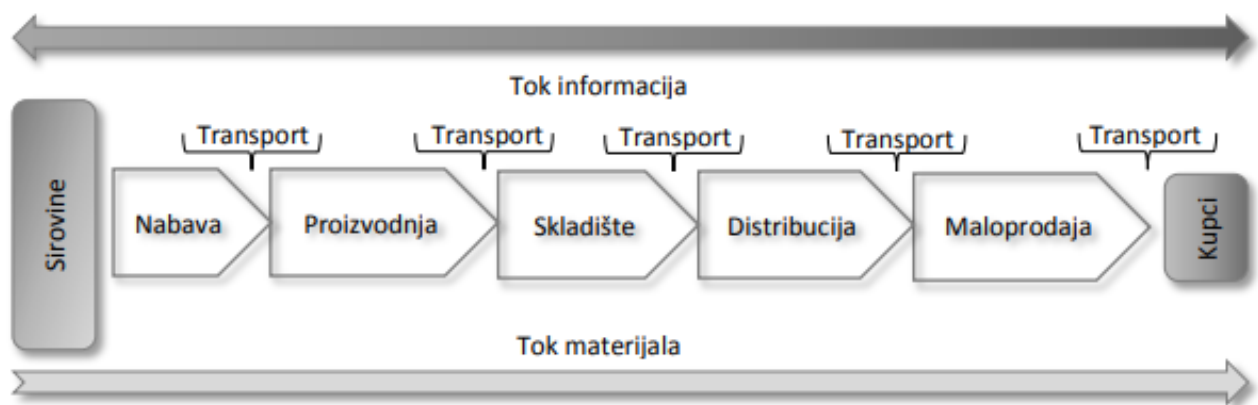 Tok informacija
Transport Transport Transport Transport Transport
Sirovine
Nabava Proizvodnja Skladište Distribucija Maloprodaja
Kupci
Tok materijala